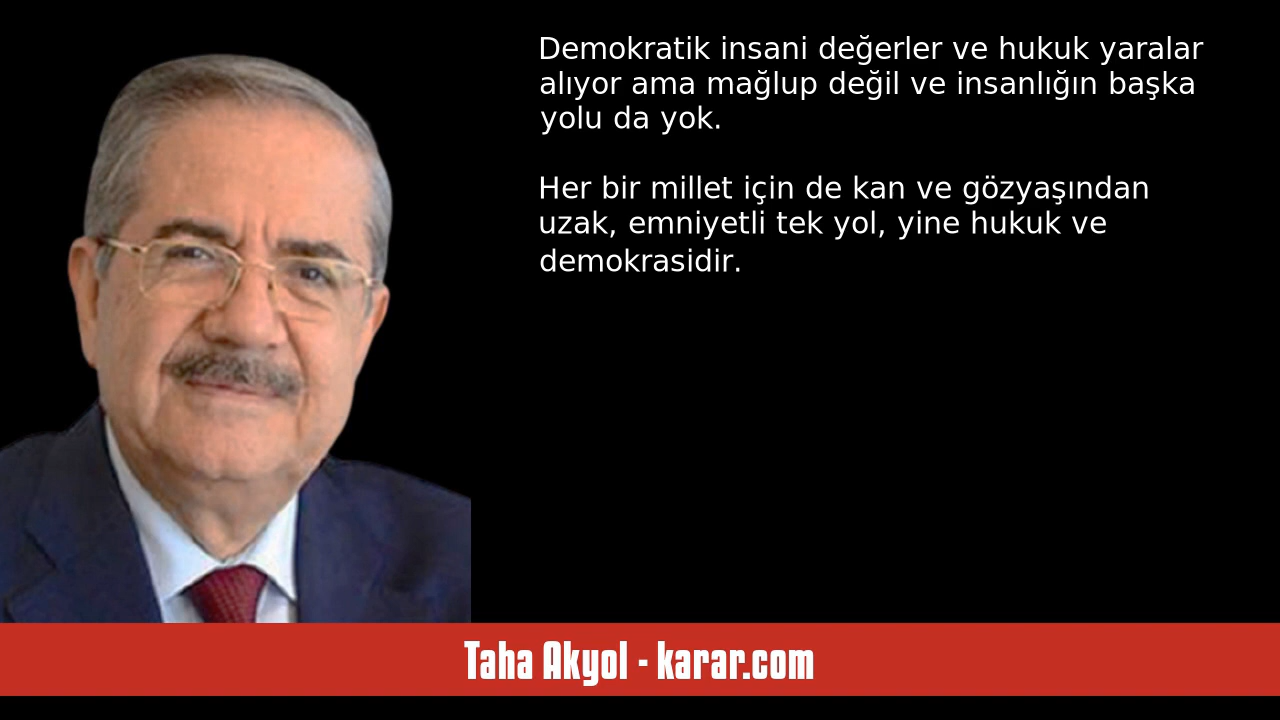 Demokratik insani değerler ve hukuk yaralar
alıyor ama mağlup değil ve insanlığın başka
yolu da yok.
Her bir millet için de kan ve gözyaşından
uzak, emniyetli tek yol, yine hukuk ve
demokrasidir.
Taha Akyol - karar.com